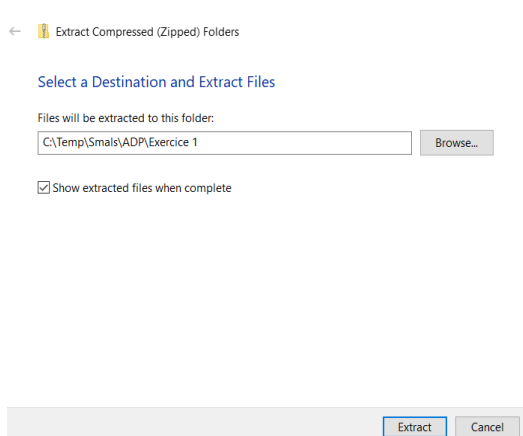 Extract Compressed (Zipped) Folders
Select a Destination and Extract Files
Files will be extracted to this folder:
C:\Temp\Smals\ADP\Exercice 1
Browse...
Show extracted files when complete
Extract
Cancel